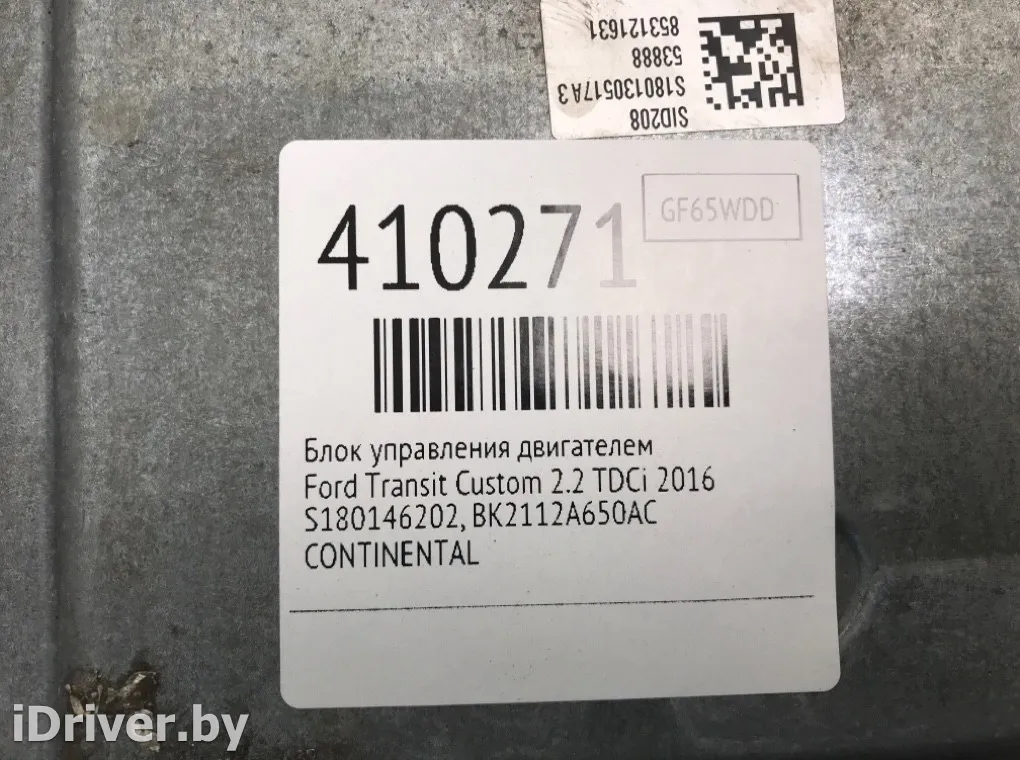 853121631
53888
S180130517A3
SID208
410271
GF65WDD
Блок управления двигателем
Ford Transit Custom 2.2 TDCi 2016
S180146202, BK2112A650AC
CONTINENTAL
iDriver.by